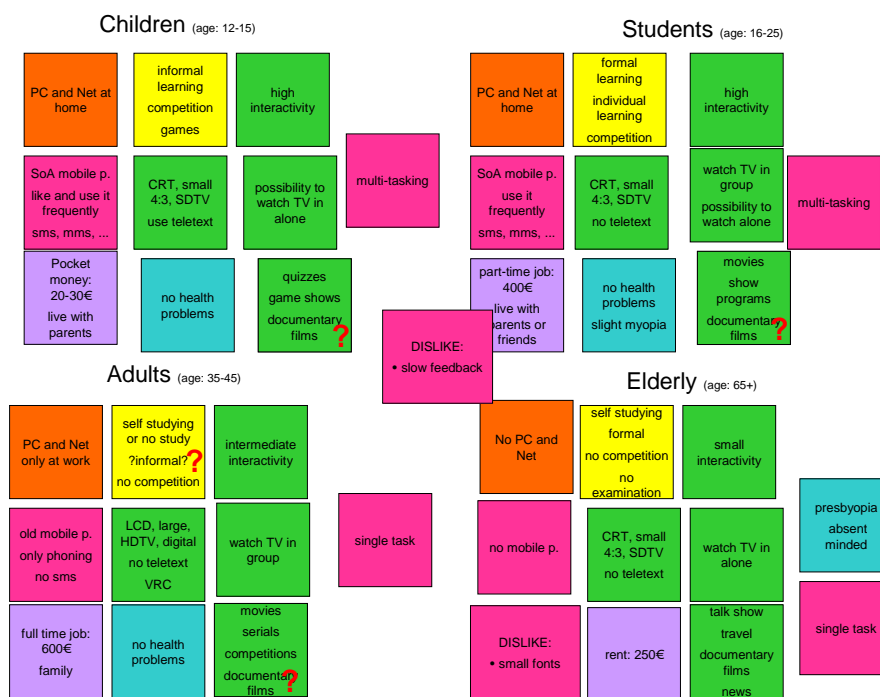 Children (age: 12-15)
PC and Net at
home
informal
learning
competition
games
high
interactivity
SoA mobile p.
like and use it
frequently
sms, mms, ...
CRT, small
4:3, SDTV
use teletext
possibility to
watch TV in
alone
multi-tasking
Pocket
money:
20-30€
live with
parents
no health
problems
quizzes
game shows
documentary
films ?
Students (age: 16-25)
PC and Net at
home
formal
learning
individual
learning
competition
high
interactivity
SoA mobile p.
use it
frequently
sms, mms, ...
CRT, small
4:3, SDTV
no teletext
watch TV in
group
possibility to
watch alone
multi-tasking
part-time job:
400€
live with
parents or
friends
no health
problems
slight myopia
movies
show
programs
documentary
films ?
DISLIKE:
• slow feedback
Adults (age: 35-45)
PC and Net
only at work
self studying
or no study
?informal? ?
no competition
intermediate
interactivity
old mobile p.
only phoning
no sms
LCD, large,
HDTV, digital
no teletext
VRC
watch TV in
group
single task
full time job:
600€
family
no health
problems
movies
serials
competitions
documentary
films ?
Elderly (age: 65+)
No PC and
Net
self studying
formal
no competition
no
examination
small
interactivity
presbyopia
absent
minded
no mobile p.
CRT, small
4:3, SDTV
no teletext
watch TV in
alone
DISLIKE:
• small fonts
rent: 250€
talk show
travel
documentary
films
news
single task